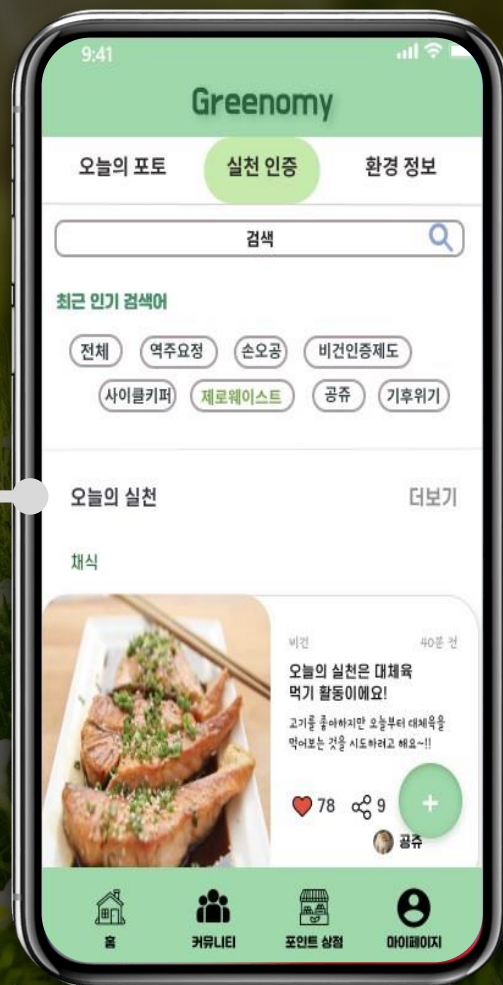 9:41
Greenomy
오늘의 포토 실천 인증 환경 정보
검색
최근 인기 검색어
전체 역주요정 손오공 비건인증제도
사이클키퍼 제로웨이스트 공쥬 기후위기
오늘의 실천 더보기
채식
비건 40분 전
오늘의 실천은 대체육
먹기 활동이에요!
고기를 좋아하지만 오늘부터 대체육을
먹어보는 것을 시도하려고 해요~!!
78 9
+
공쥬
홈 커뮤니티 포인트 상점 마이페이지